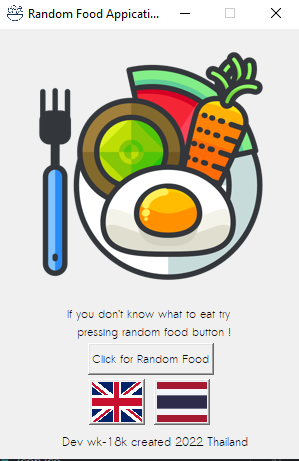 Random Food Appicati...
If you don't know what to eat try
pressing random food button !
Click for Random Food
Dev wk-18k created 2022 Thailand